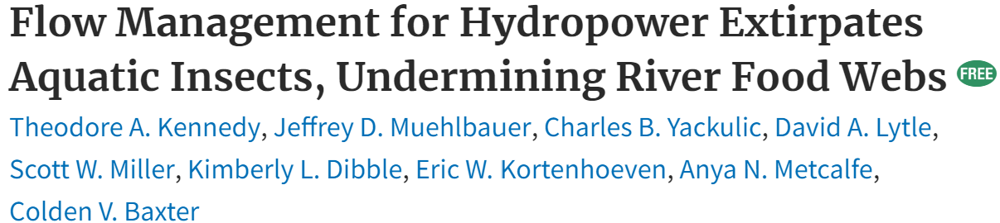 Flow Management for Hydropower Extirpates
Aquatic Insects, Undermining River Food Webs FREE
Theodore A. Kennedy, Jeffrey D. Muehlbauer, Charles B. Yackulic, David A. Lytle,
Scott W. Miller, Kimberly L. Dibble, Eric W. Kortenhoeven, Anya N. Metcalfe,
Colden V. Baxter